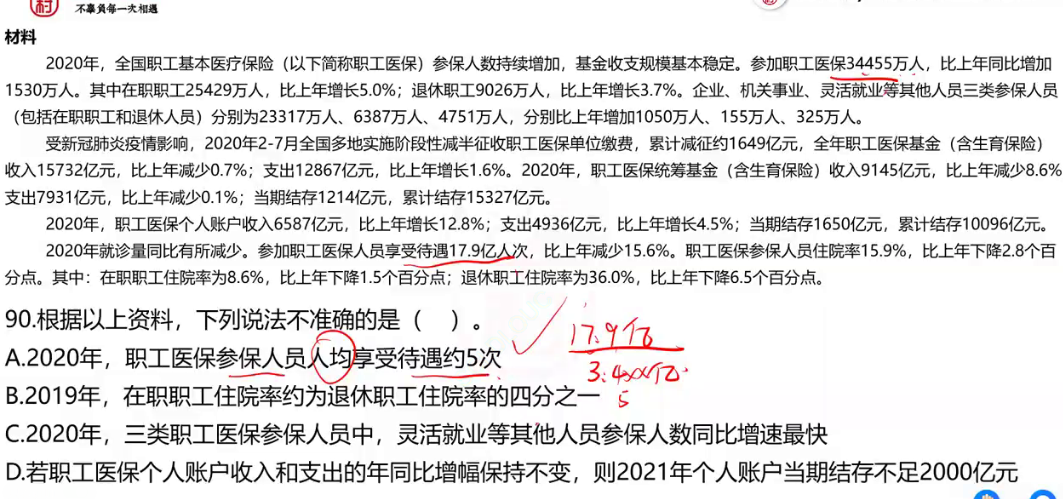 村
不辜负每一次相遇
材料
2020年，全国职工基本医疗保险（以下简称职工医保）参保人数持续增加，基金收支规模基本稳定。参加职工医保34455万人，比上年同比增加
1530万人。其中在职职工25429万人，比上年增长5.0%；退休职工9026万人，比上年增长3.7%。企业、机关事业、灵活就业等其他人员三类参保人员
（包括在职职工和退休人员）分别为23317万人、6387万人、4751万人，分别比上年增加1050万人、155万人、325万人。
受新冠肺炎疫情影响，2020年2-7月全国多地实施阶段性减半征收职工医保单位缴费，累计减征约1649亿元，全年职工医保基金（含生育保险）
收入15732亿元，比上年减少0.7%；支出12867亿元，比上年增长1.6%。2020年，职工医保统筹基金（含生育保险）收入9145亿元，比上年减少8.6%
支出7931亿元，比上年减少0.1%；当期结存1214亿元，累计结存15327亿元。
2020年，职工医保个人账户收入6587亿元，比上年增长12.8%；支出4936亿元，比上年增长4.5%；当期结存1650亿元，累计结存10096亿元。
2020年就诊量同比有所减少。参加职工医保人员享受待遇17.9亿人次，比上年减少15.6%。职工医保参保人员住院率15.9%，比上年下降2.8个百
分点。其中：在职职工住院率为8.6%，比上年下降1.5个百分点；退休职工住院率为36.0%，比上年下降6.5个百分点。
90.根据以上资料，下列说法不准确的是（ ）。
17.9亿
A.2020年，职工医保参保人员人均享受待遇约5次
3.4xx亿
B.2019年，在职职工住院率约为退休职工住院率的四分之一
5
C.2020年，三类职工医保参保人员中，灵活就业等其他人员参保人数同比增速最快
D.若职工医保个人账户收入和支出的年同比增幅保持不变，则2021年个人账户当期结存不足2000亿元